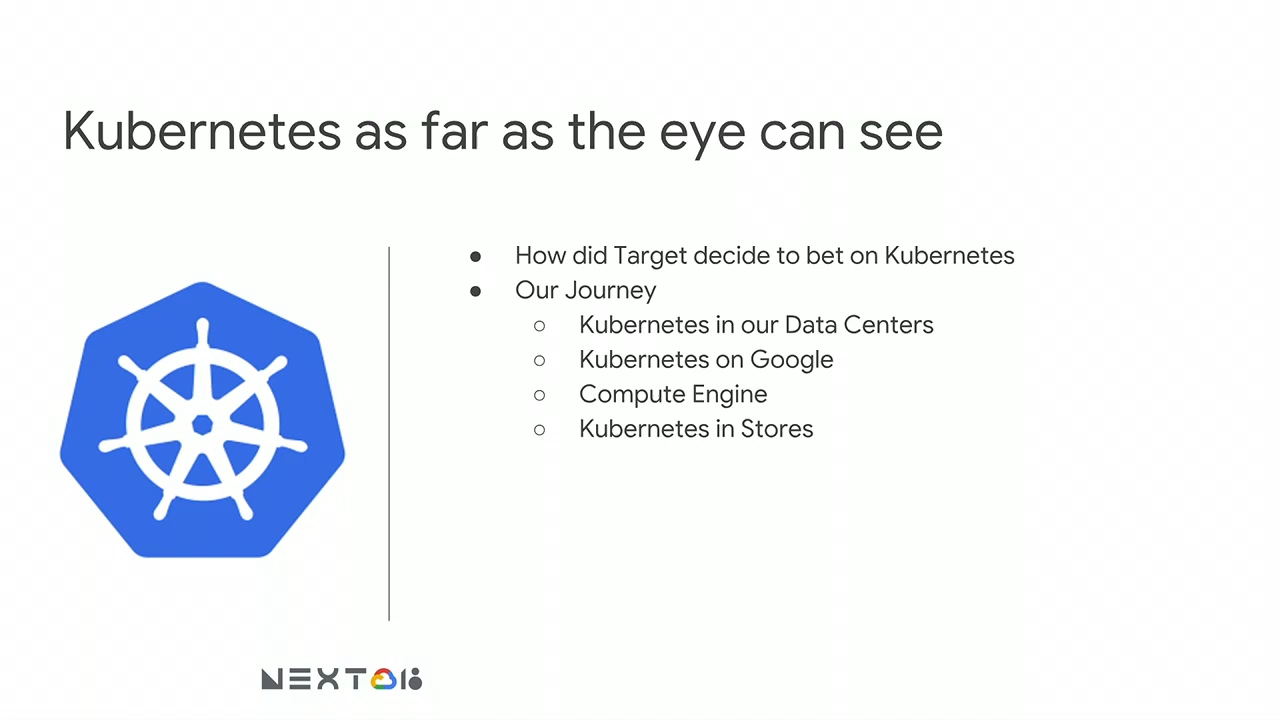 Kubernetes as far as the eye can see
● How did Target decide to bet on Kubernetes
● Our Journey
○ Kubernetes in our Data Centers
○ Kubernetes on Google
○ Compute Engine
○ Kubernetes in Stores
NEXT 18